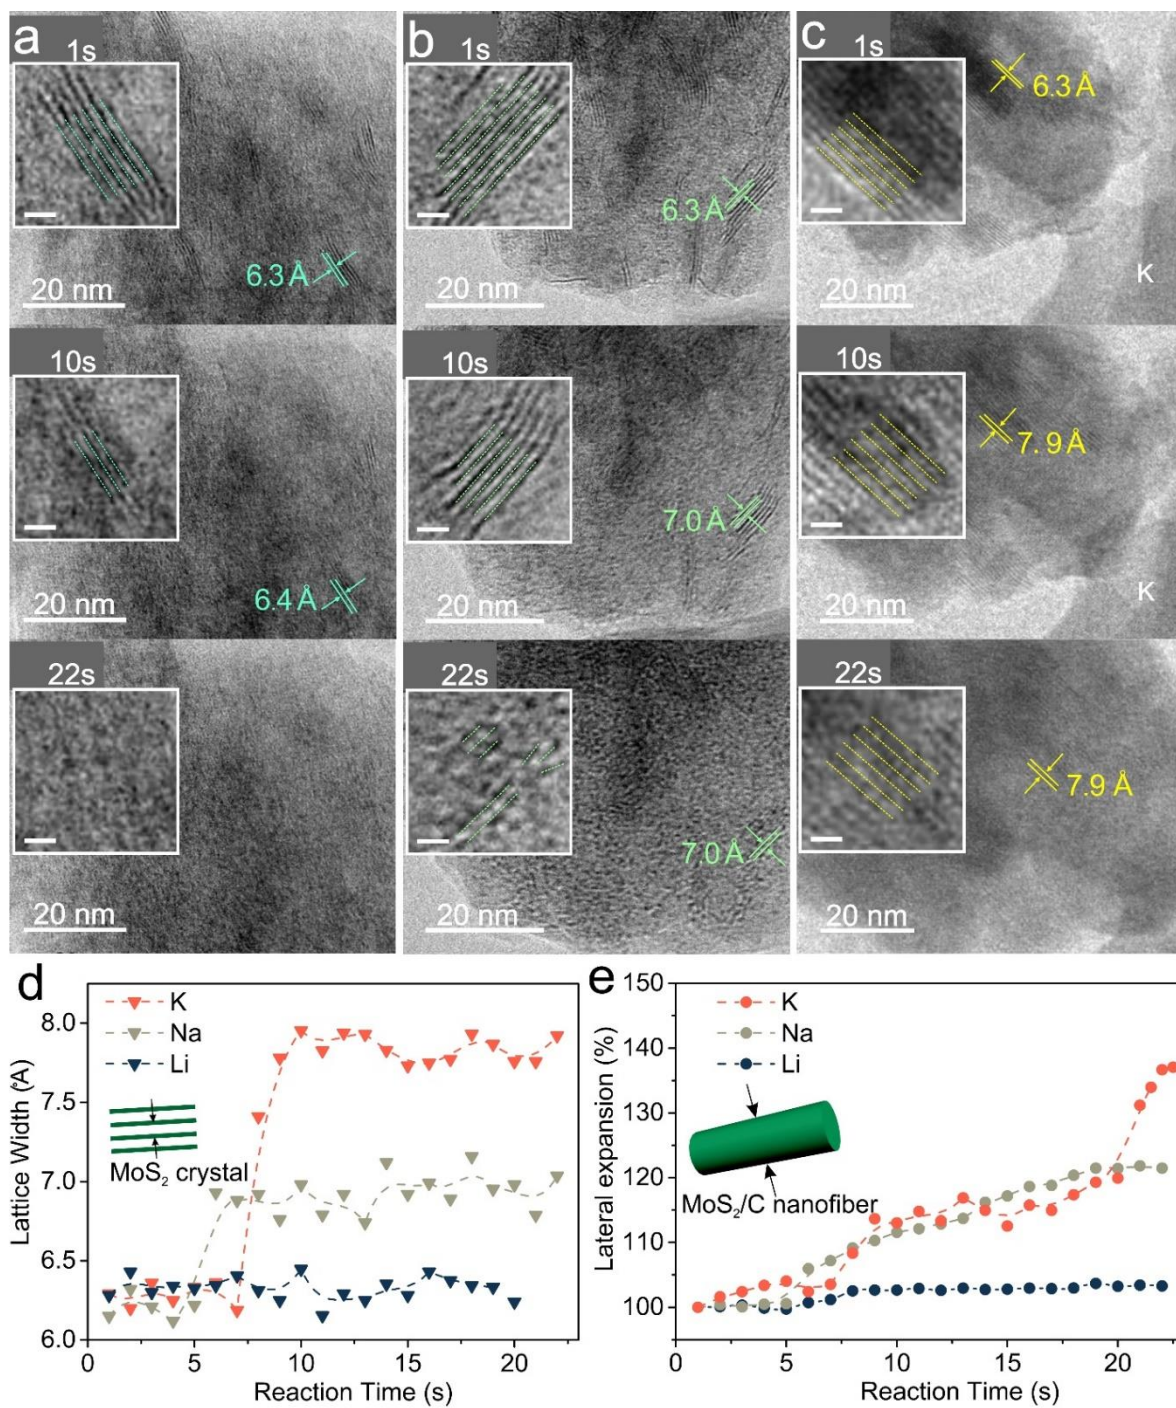 a
1s
6.3 Å
20 nm
10s
6.4 Å
20 nm
22s
20 nm
b
1s
6.3 Å
20 nm
10s
7.0 Å
20 nm
22s
7.0 Å
20 nm
c
1s
6.3 Å
K
20 nm
10s
7.9 Å
K
20 nm
22s
7.9 Å
20 nm
d
K
Na
Li
MoS₂ crystal
Lattice Width (Å)
8.0
7.5
7.0
6.5
6.0
0
5
10
15
20
Reaction Time (s)
e
K
Na
Li
MoS₂/C nanofiber
Lateral expansion (%)
150
140
130
120
110
100
0
5
10
15
20
Reaction Time (s)